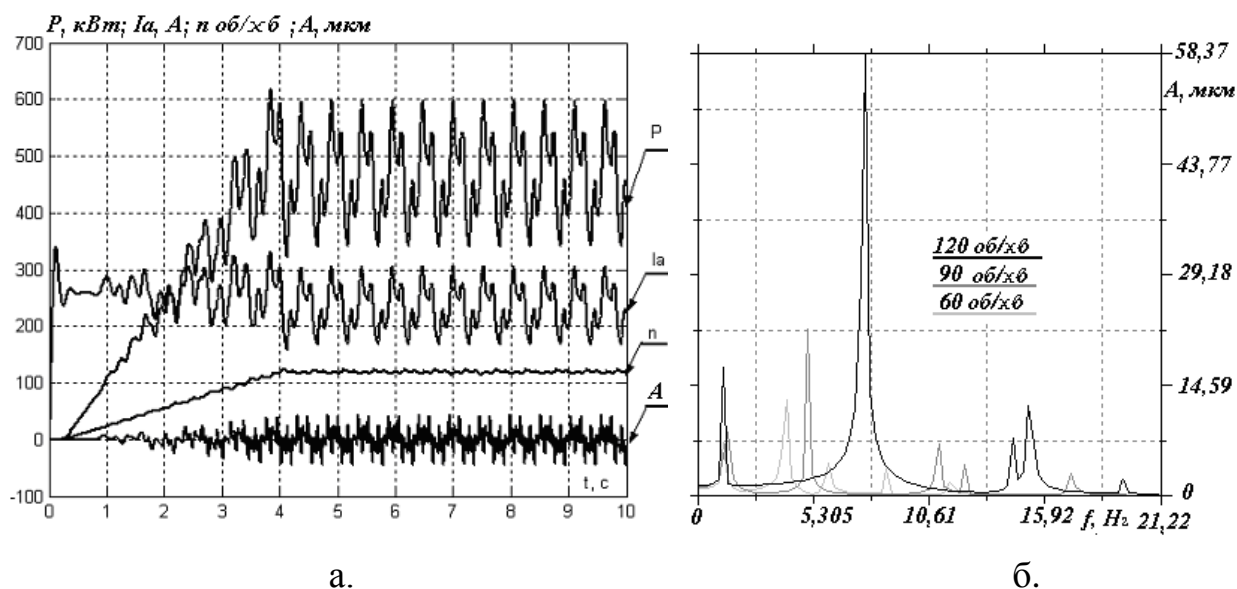 P, кВт; Ia, А; n об/хв ; А, мкм
700
600
500
400
300
200
100
0
-100
P
Ia
n
A
t, c
0 1 2 3 4 5 6 7 8 9 10
а.
58,37
А, мкм
43,77
29,18
14,59
0
120 об/хв
90 об/хв
60 об/хв
0 5,305 10,61 15,92 f, Нг 21,22
б.